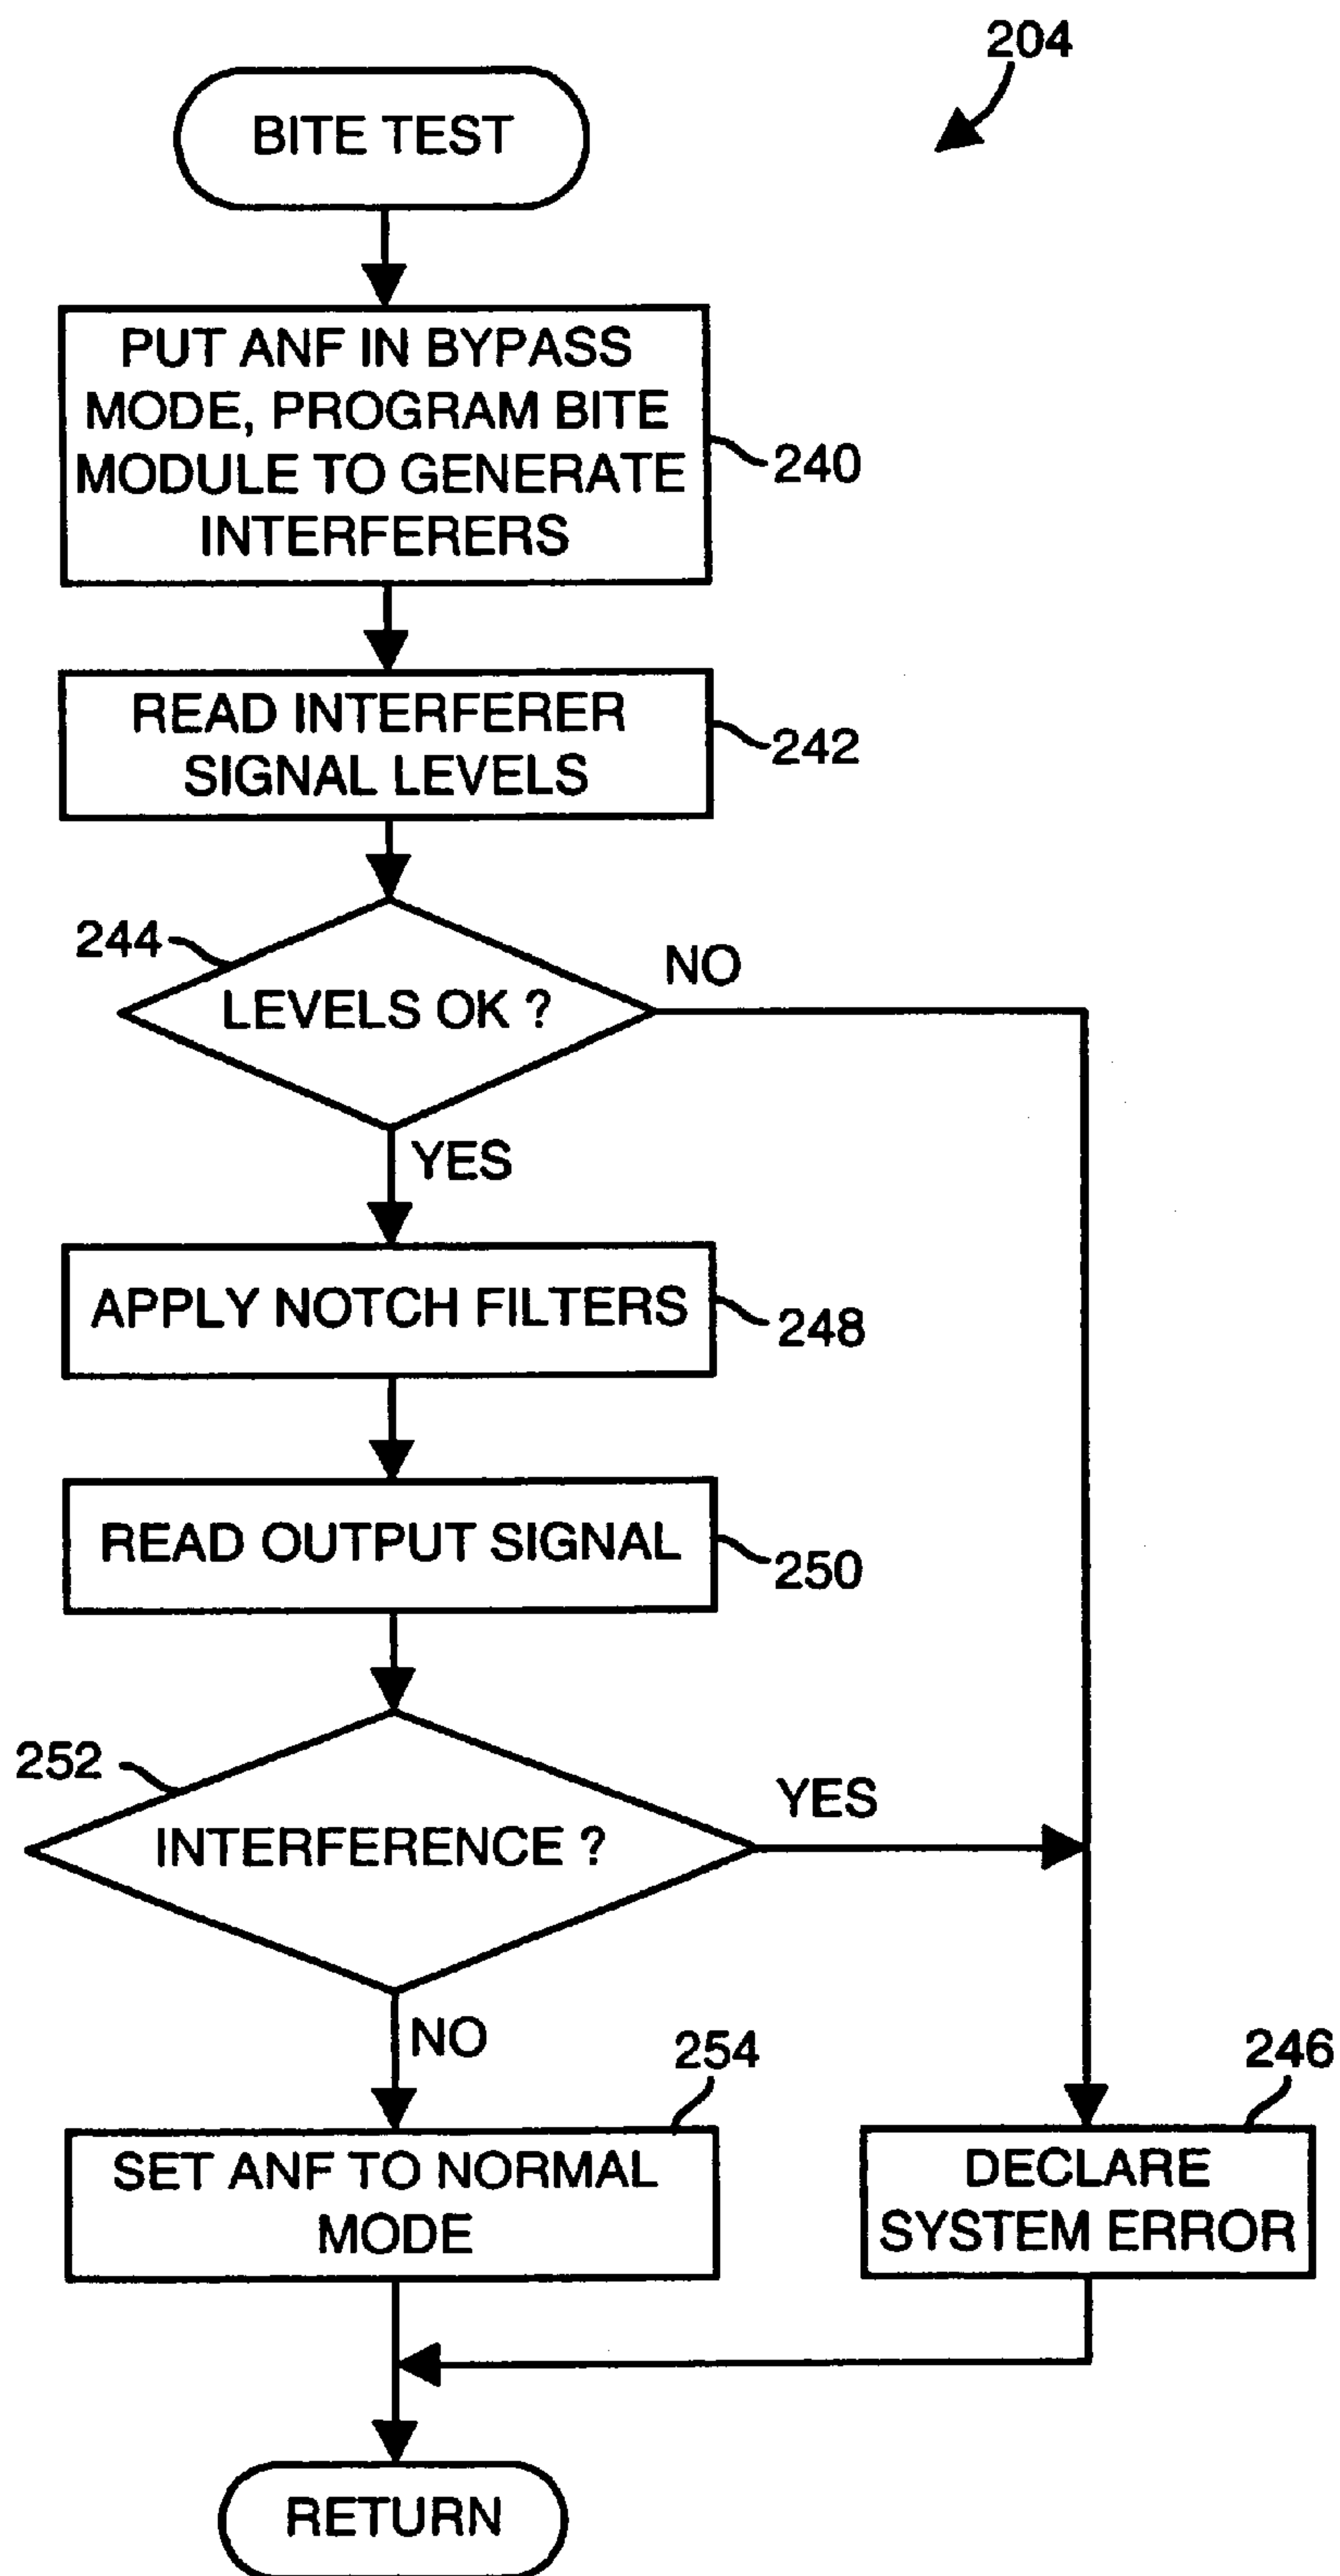 204
BITE TEST
PUT ANF IN BYPASS
MODE, PROGRAM BITE
MODULE TO GENERATE
INTERFERERS
240
READ INTERFERER
SIGNAL LEVELS
242
244
LEVELS OK ?
NO
YES
APPLY NOTCH FILTERS
248
READ OUTPUT SIGNAL
250
252
INTERFERENCE ?
YES
NO
254
SET ANF TO NORMAL
MODE
246
DECLARE
SYSTEM ERROR
RETURN